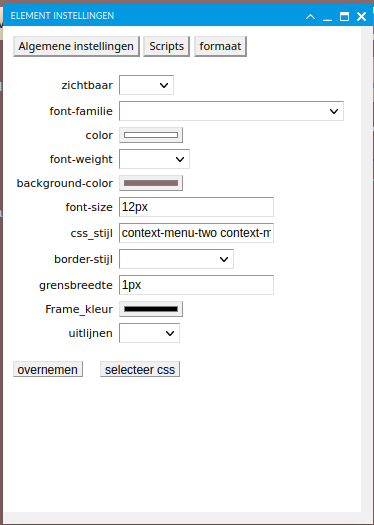 ELEMENT INSTELLINGEN
Algemene instellingen Scripts formaat
zichtbaar
font-familie
color
font-weight
background-color
font-size 12px
css_stijl context-menu-two context-m
border-stijl
grensbreedte 1px
Frame_kleur
uitlijnen
overnemen selecteer css